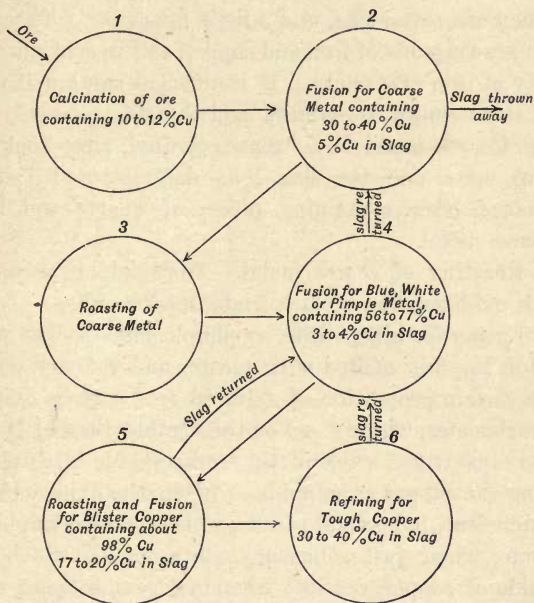 Ore
1
Calcination of ore
containing 10 to 12%Cu
2
Fusion for Coarse
Metal containing
30 to 40% Cu
5% Cu in Slag
Slag thrown
away
slag re
turned
3
Roasting of
Coarse Metal
4
Fusion for Blue, White
or Pimple Metal,
containing 56 to 77% Cu
3 to 4% Cu in Slag
Slag returned
slag re
turned
5
Roasting and Fusion
for Blister Copper
containing about
98% Cu
17 to 20% Cu in Slag
6
Refining for
Tough Copper
30 to 40% Cu in Slag